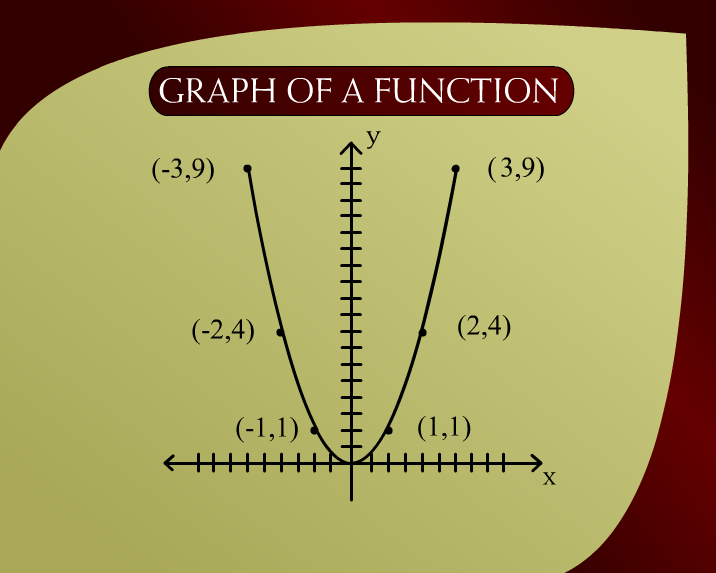 GRAPH OF A FUNCTION
y
(-3,9)
(3,9)
(-2,4)
(2,4)
(-1,1)
(1,1)
x